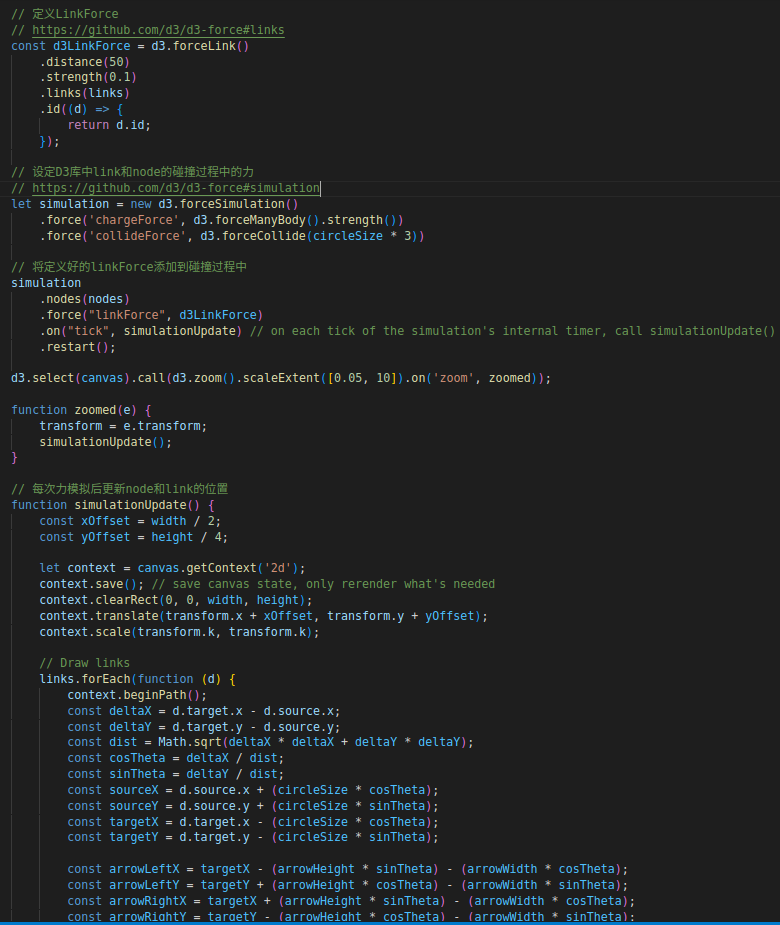 // 定义LinkForce
// https://github.com/d3/d3-force#links
const d3LinkForce = d3.forceLink()
    .distance(50)
    .strength(0.1)
    .links(links)
    .id((d) => {
        return d.id;
    });
// 设定D3库中link和node的碰撞过程中的力
// https://github.com/d3/d3-force#simulation
let simulation = new d3.forceSimulation()
    .force('chargeForce', d3.forceManyBody().strength())
    .force('collideForce', d3.forceCollide(circleSize * 3))
// 将定义好的linkForce添加到碰撞过程中
simulation
    .nodes(nodes)
    .force("linkForce", d3LinkForce)
    .on("tick", simulationUpdate) // on each tick of the simulation's internal timer, call simulationUpdate()
    .restart();
d3.select(canvas).call(d3.zoom().scaleExtent([0.05, 10]).on('zoom', zoomed));
function zoomed(e) {
    transform = e.transform;
    simulationUpdate();
}
// 每次力模拟后更新node和link的位置
function simulationUpdate() {
    const xOffset = width / 2;
    const yOffset = height / 4;
    let context = canvas.getContext('2d');
    context.save(); // save canvas state, only rerender what's needed
    context.clearRect(0, 0, width, height);
    context.translate(transform.x + xOffset, transform.y + yOffset);
    context.scale(transform.k, transform.k);
    // Draw links
    links.forEach(function (d) {
        context.beginPath();
        const deltaX = d.target.x - d.source.x;
        const deltaY = d.target.y - d.source.y;
        const dist = Math.sqrt(deltaX * deltaX + deltaY * deltaY);
        const cosTheta = deltaX / dist;
        const sinTheta = deltaY / dist;
        const sourceX = d.source.x + (circleSize * cosTheta);
        const sourceY = d.source.y + (circleSize * sinTheta);
        const targetX = d.target.x - (circleSize * cosTheta);
        const targetY = d.target.y - (circleSize * sinTheta);
        const arrowLeftX = targetX - (arrowHeight * sinTheta) - (arrowWidth * cosTheta);
        const arrowLeftY = targetY + (arrowHeight * cosTheta) - (arrowWidth * sinTheta);
        const arrowRightX = targetX + (arrowHeight * sinTheta) - (arrowWidth * cosTheta);
        const arrowRightY = targetY - (arrowHeight * cosTheta) - (arrowWidth * sinTheta);